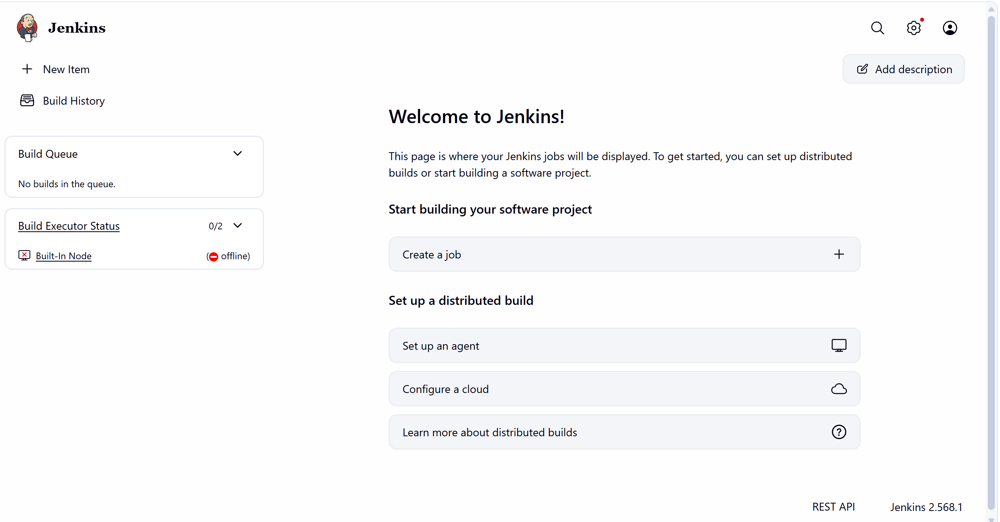 Jenkins
New Item
Add description
Build History
Build Queue
No builds in the queue.
Build Executor Status 0/2
Built-In Node (offline)
Welcome to Jenkins!
This page is where your Jenkins jobs will be displayed. To get started, you can set up distributed
builds or start building a software project.
Start building your software project
Create a job
Set up a distributed build
Set up an agent
Configure a cloud
Learn more about distributed builds
REST API Jenkins 2.568.1